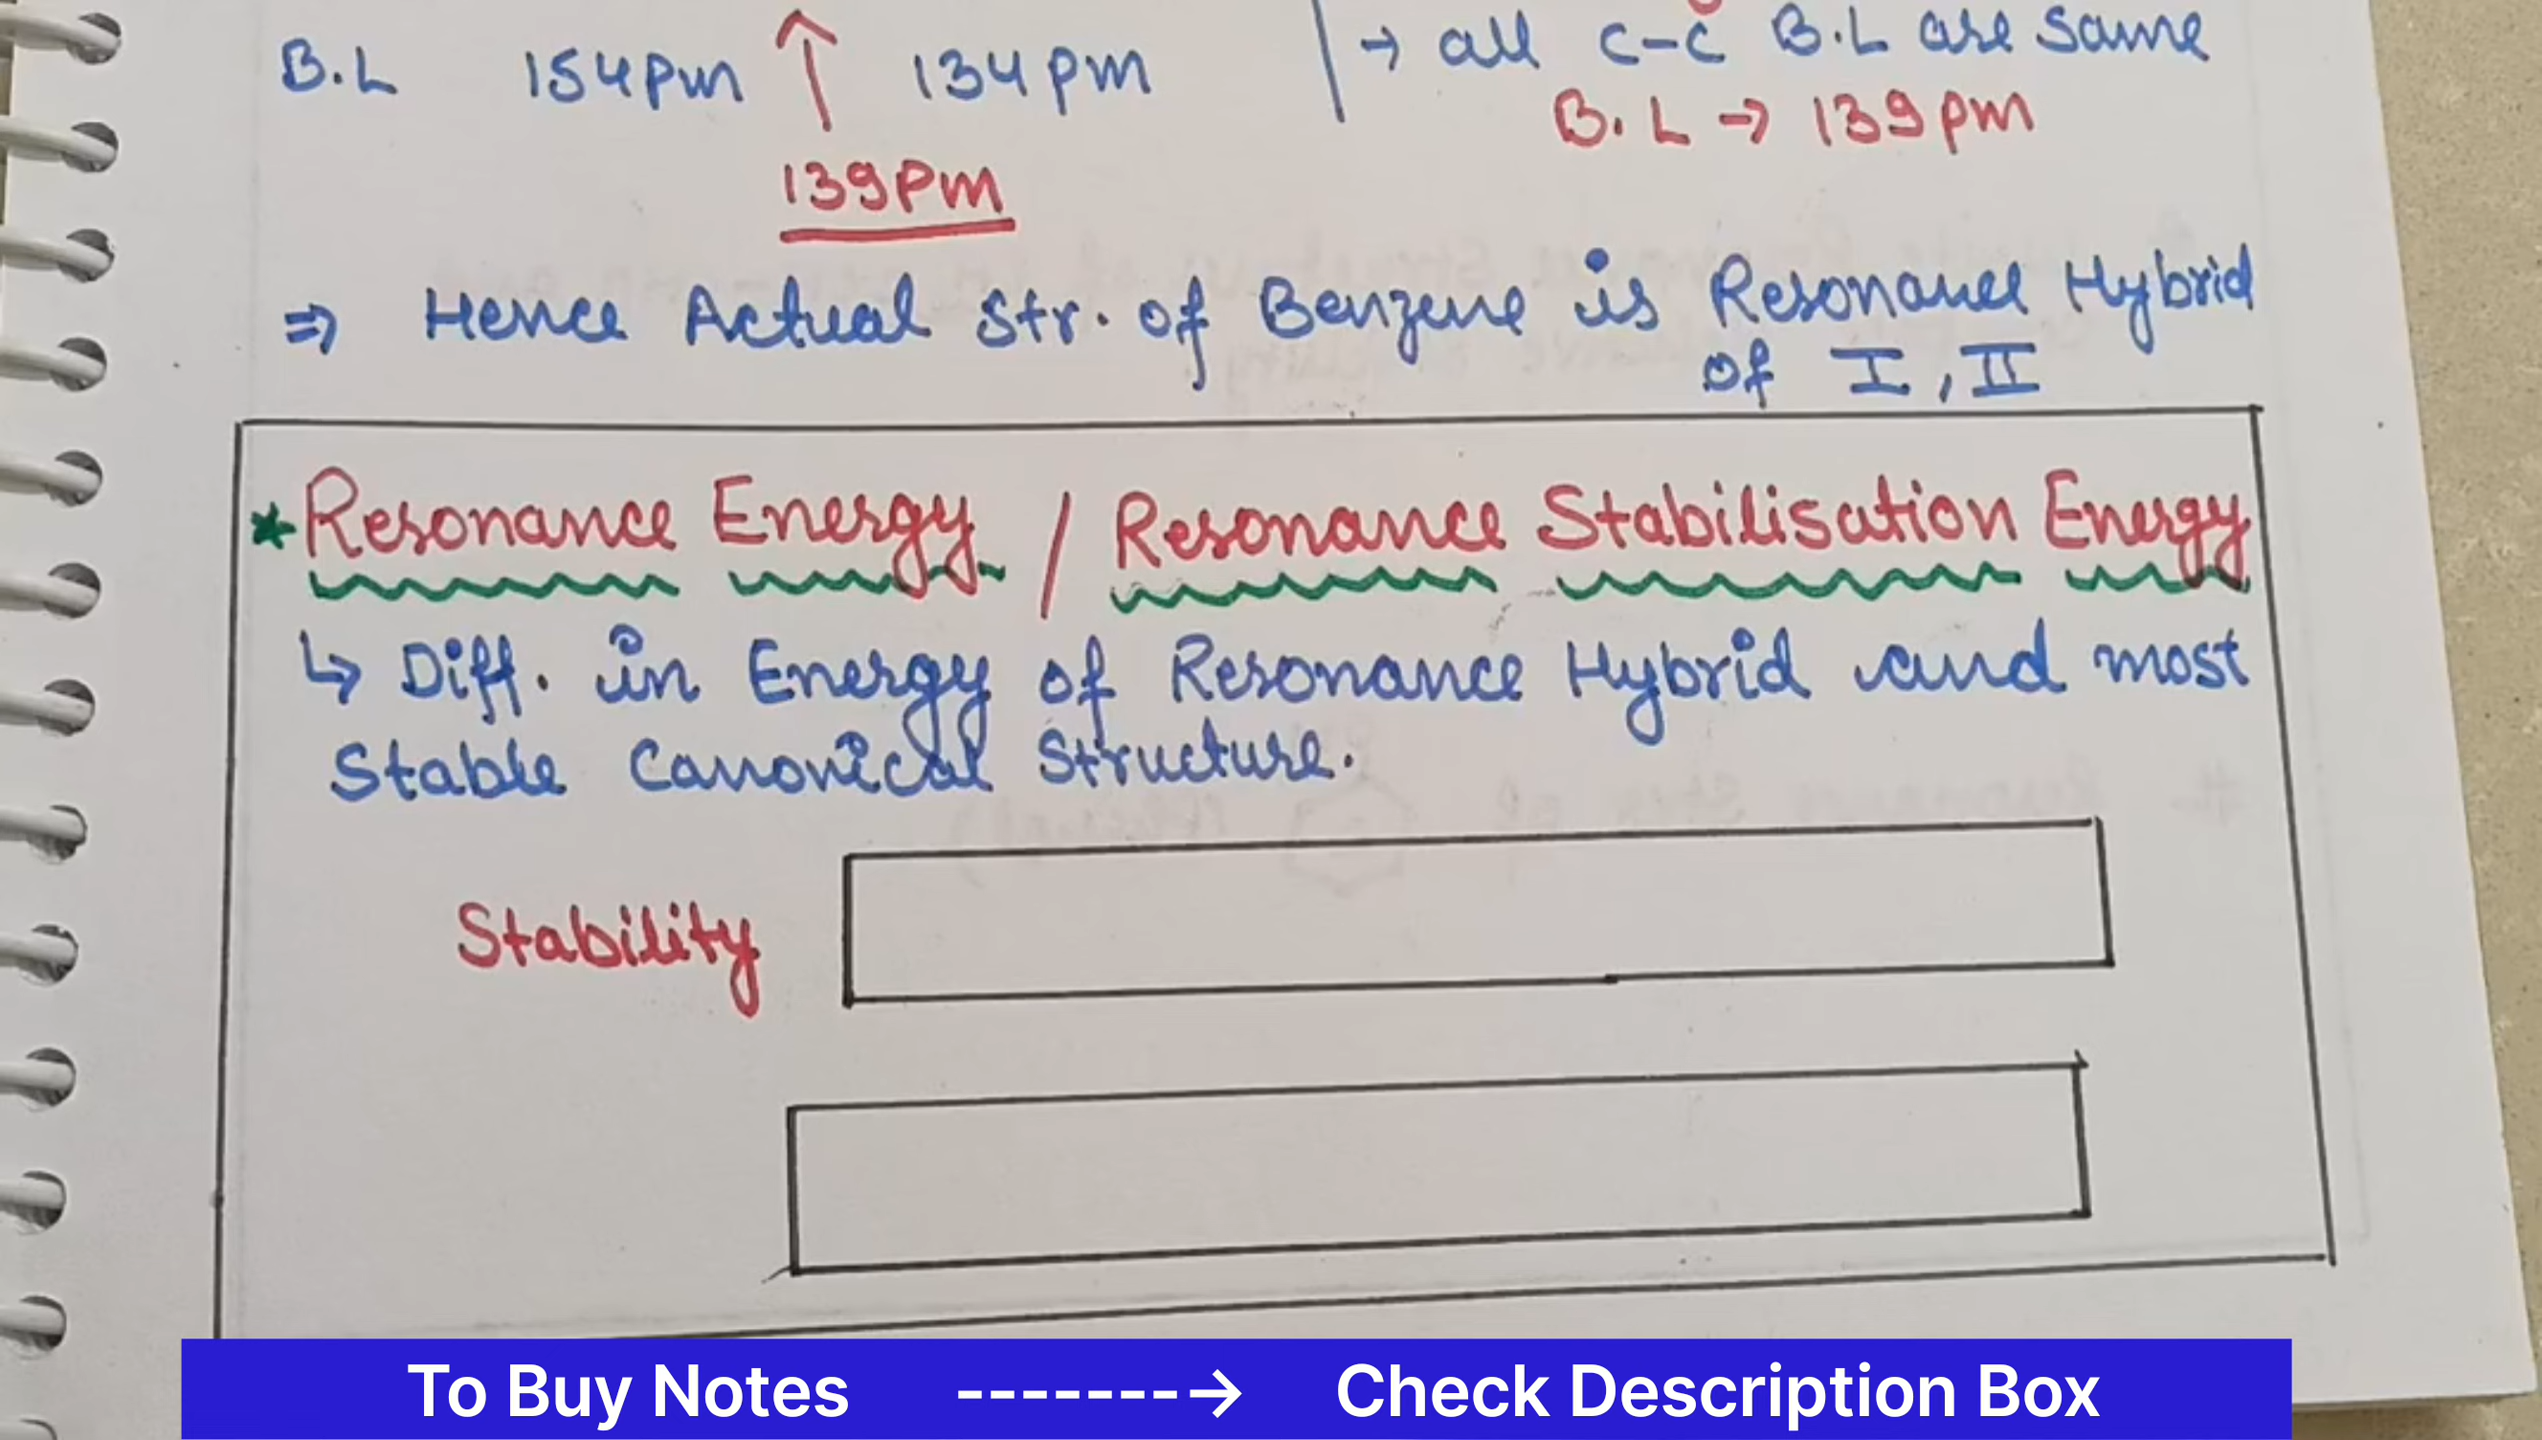 B.L 154pm ↑ 134pm
139pm
→ all C-C B.L are same
B.L → 139pm
⇒ Hence Actual Str. of Benzene is Resonance Hybrid
of I, II
* Resonance Energy / Resonance Stabilisation Energy
↳ Diff. in Energy of Resonance Hybrid and most
Stable Canonical Structure.
Stability
To Buy Notes -------→ Check Description Box